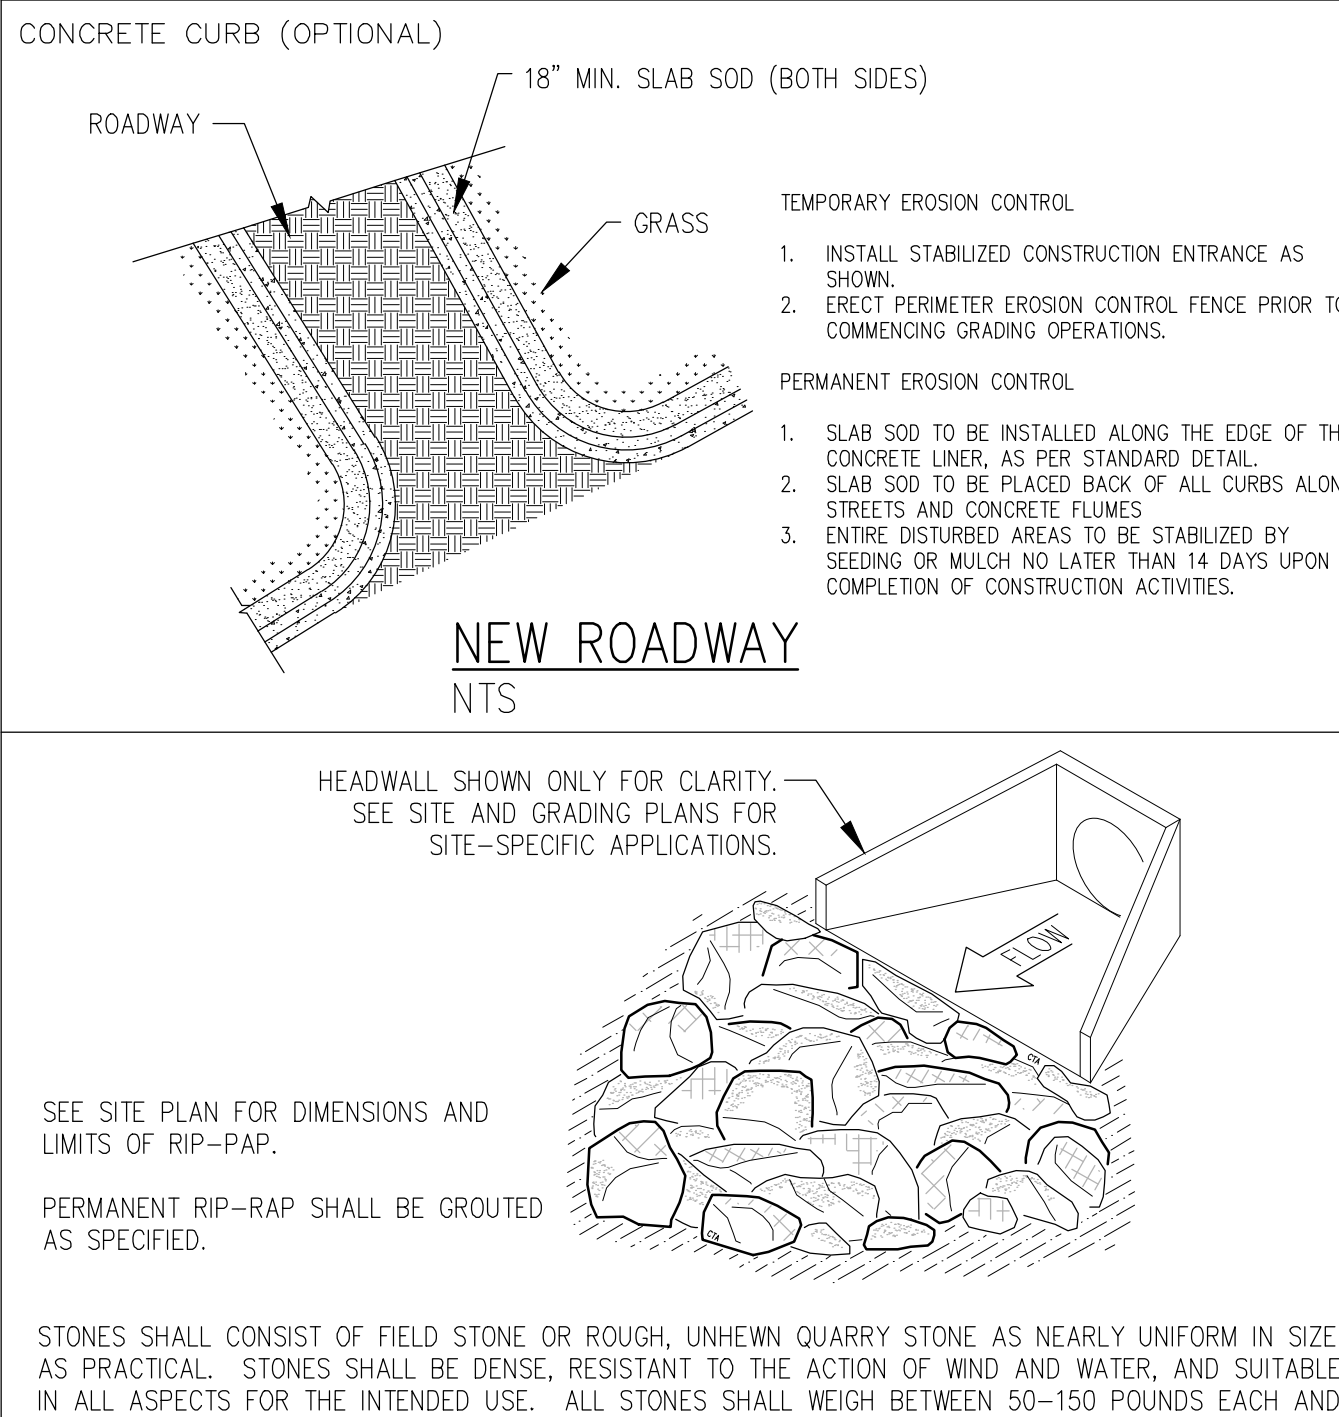 CONCRETE CURB (OPTIONAL)
18" MIN. SLAB SOD (BOTH SIDES)
ROADWAY
GRASS
TEMPORARY EROSION CONTROL
1. INSTALL STABILIZED CONSTRUCTION ENTRANCE AS
SHOWN.
2. ERECT PERIMETER EROSION CONTROL FENCE PRIOR TO
COMMENCING GRADING OPERATIONS.
PERMANENT EROSION CONTROL
1. SLAB SOD TO BE INSTALLED ALONG THE EDGE OF TH
CONCRETE LINER, AS PER STANDARD DETAIL.
2. SLAB SOD TO BE PLACED BACK OF ALL CURBS ALON
STREETS AND CONCRETE FLUMES
3. ENTIRE DISTURBED AREAS TO BE STABILIZED BY
SEEDING OR MULCH NO LATER THAN 14 DAYS UPON
COMPLETION OF CONSTRUCTION ACTIVITIES.
NEW ROADWAY
NTS
HEADWALL SHOWN ONLY FOR CLARITY.
SEE SITE AND GRADING PLANS FOR
SITE-SPECIFIC APPLICATIONS.
FLOW
CTA
SEE SITE PLAN FOR DIMENSIONS AND
LIMITS OF RIP-PAP.
PERMANENT RIP-RAP SHALL BE GROUTED
AS SPECIFIED.
CTA
STONES SHALL CONSIST OF FIELD STONE OR ROUGH, UNHEWN QUARRY STONE AS NEARLY UNIFORM IN SIZE
AS PRACTICAL. STONES SHALL BE DENSE, RESISTANT TO THE ACTION OF WIND AND WATER, AND SUITABLE
IN ALL ASPECTS FOR THE INTENDED USE. ALL STONES SHALL WEIGH BETWEEN 50-150 POUNDS EACH AND